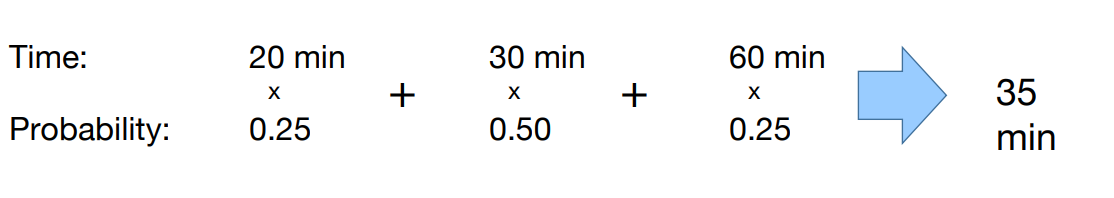 Time: 20 min + 30 min + 60 min 35 min
x x x
Probability: 0.25 0.50 0.25